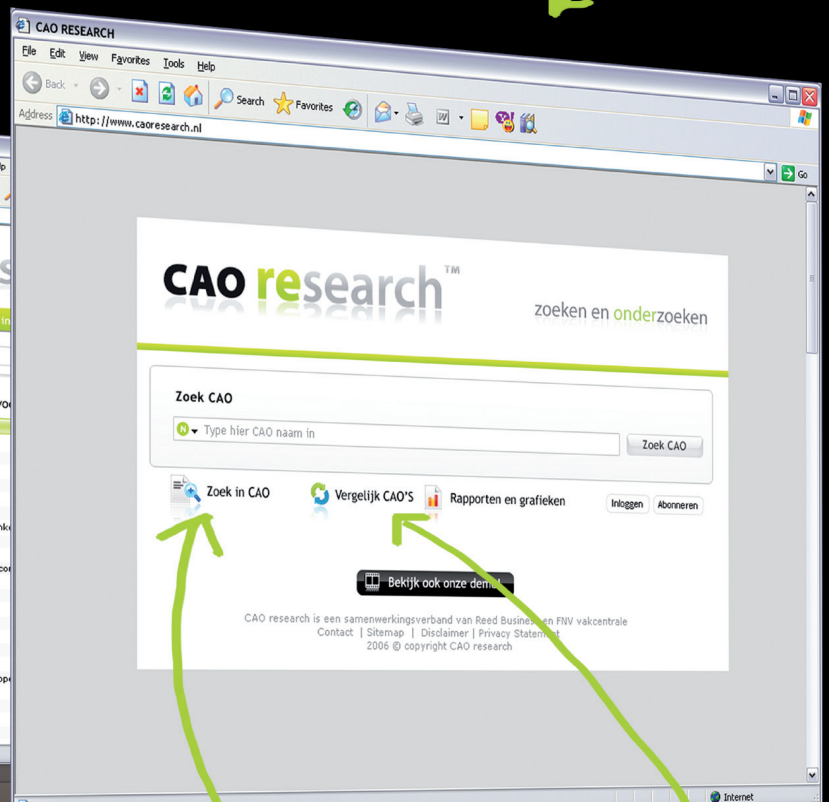 CAO RESEARCH
File Edit View Favorites Tools Help
Back Search Favorites
Address http://www.caoresearch.nl Go
CAO research™
zoeken en onderzoeken
Zoek CAO
N Type hier CAO naam in Zoek CAO
Zoek in CAO Vergelijk CAO'S Rapporten en grafieken Inloggen Abonneren
Bekijk ook onze demo!
CAO research is een samenwerkingsverband van Reed Business en FNV vakcentrale
Contact | Sitemap | Disclaimer | Privacy Statement
2006 © copyright CAO research
Internet